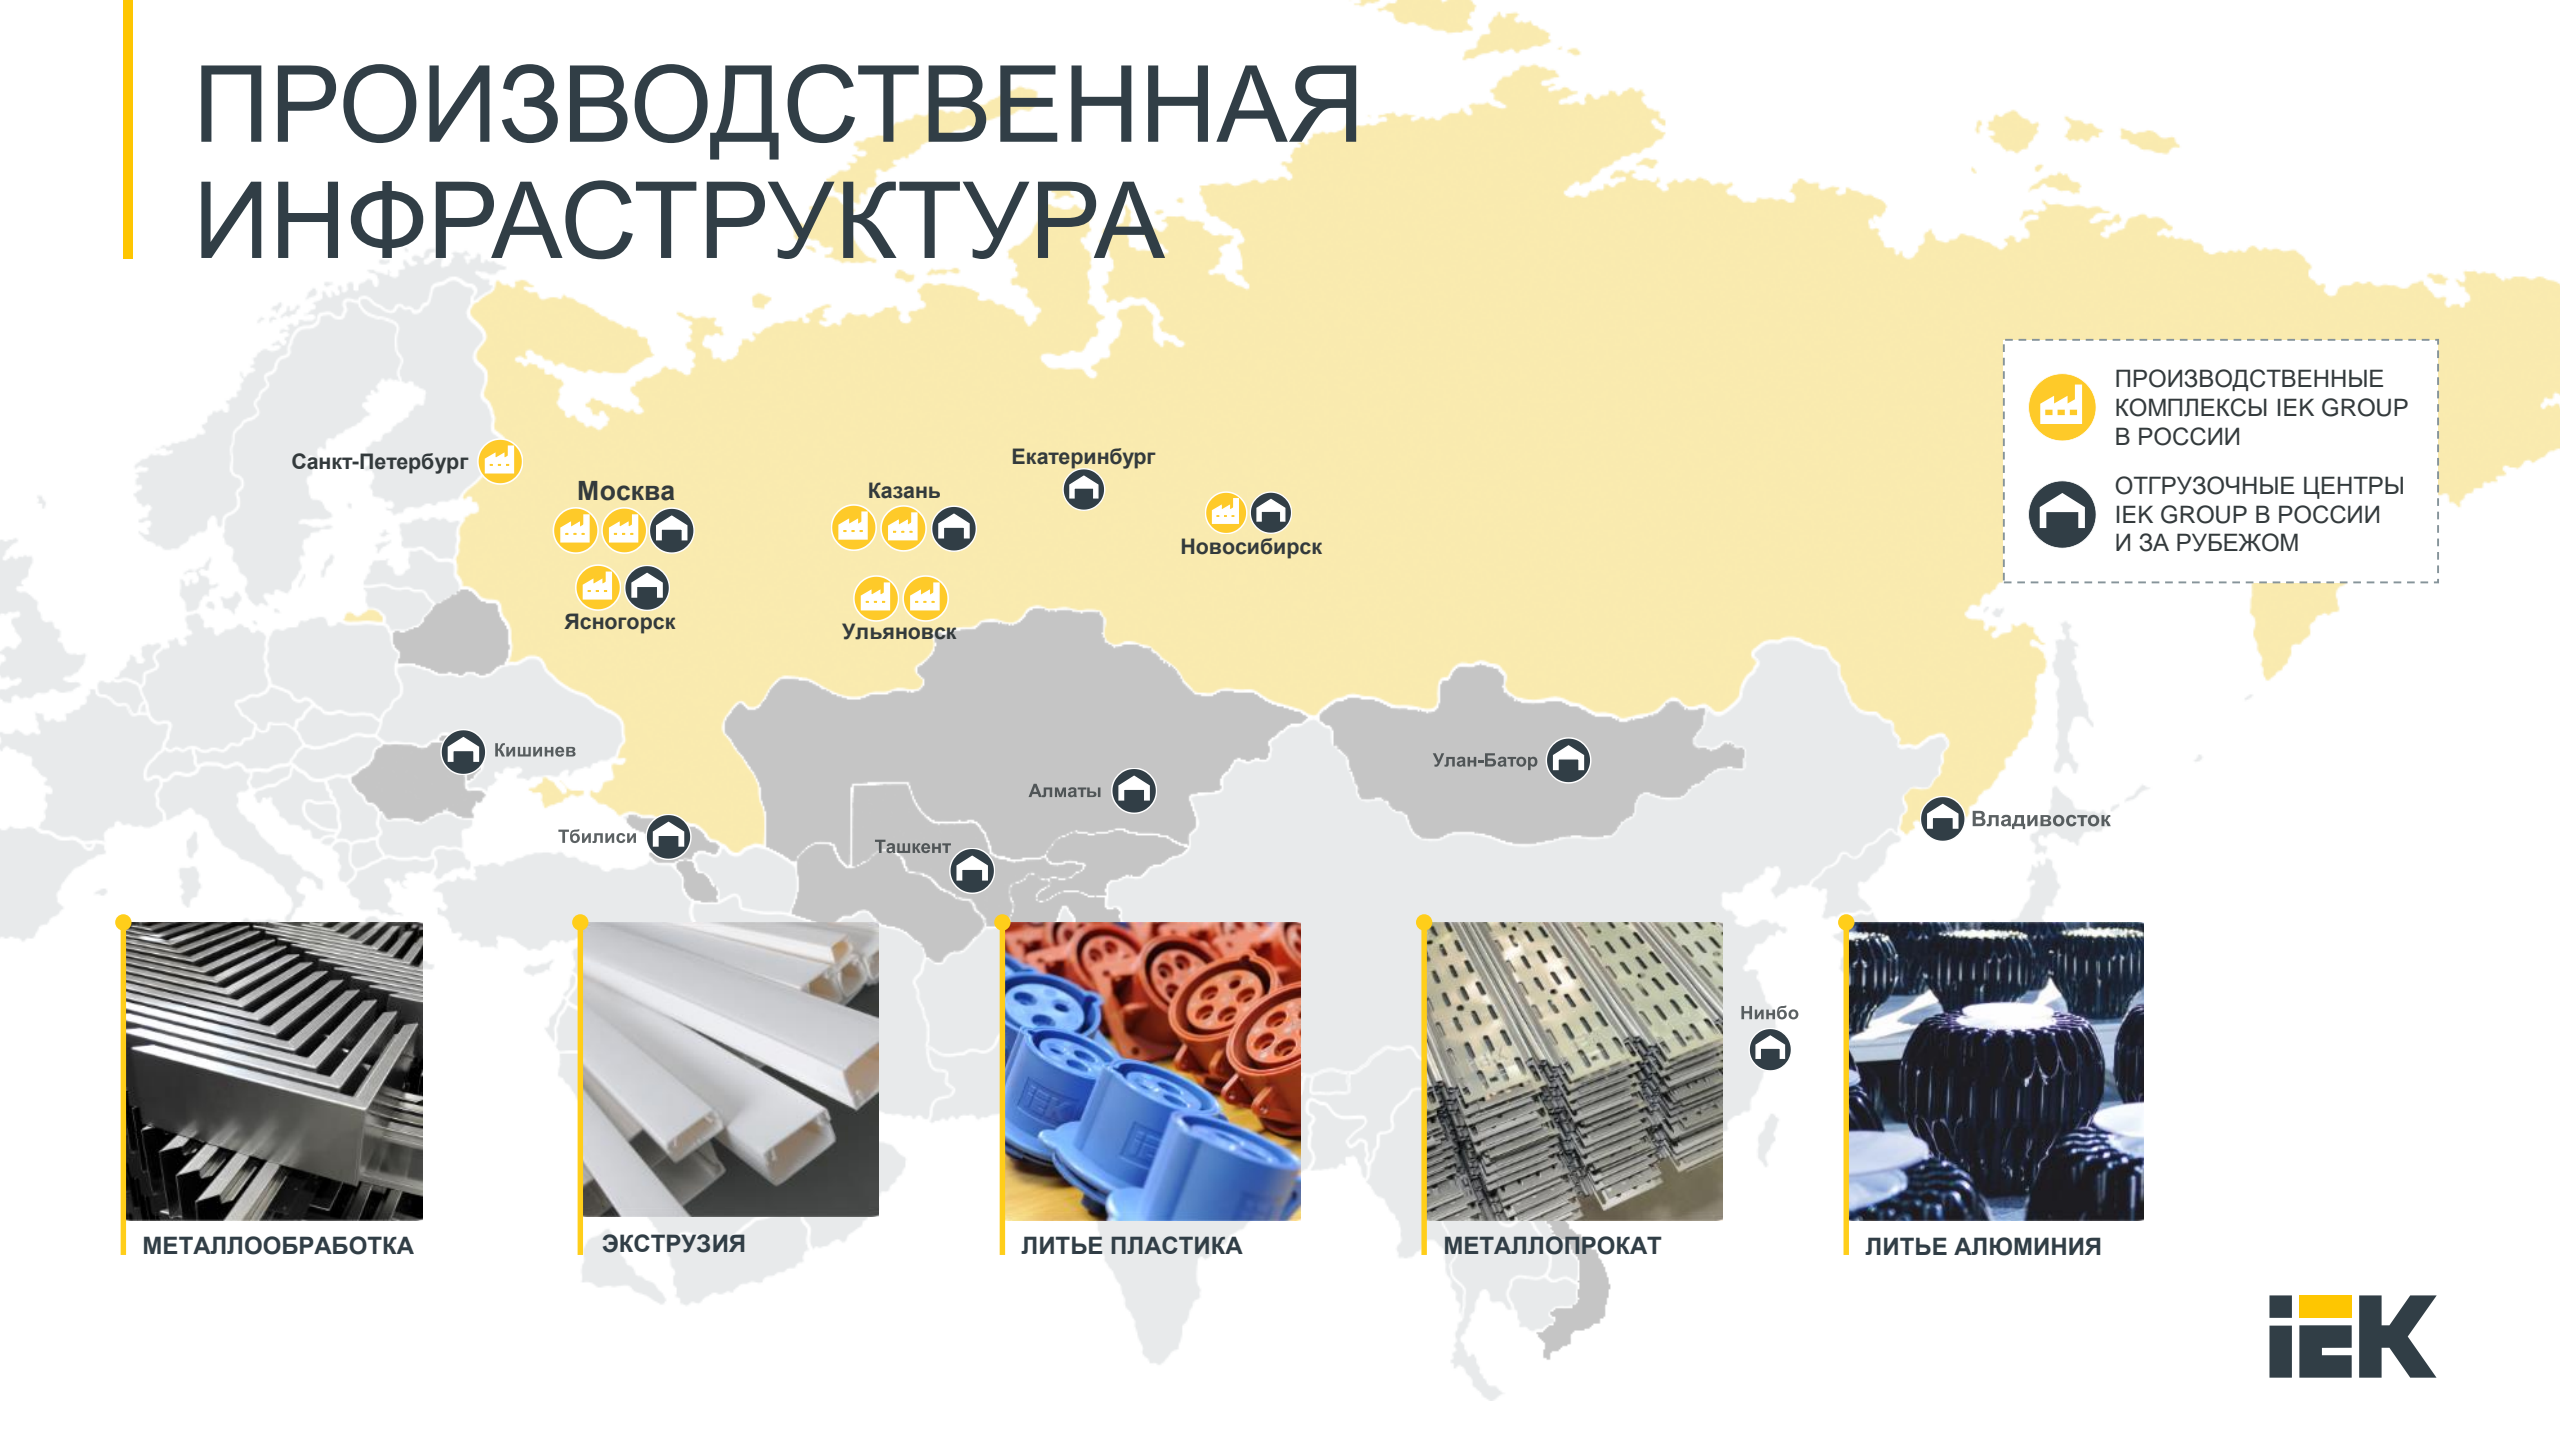 ПРОИЗВОДСТВЕННАЯ
ИНФРАСТРУКТУРА
ПРОИЗВОДСТВЕННЫЕ
КОМПЛЕКСЫ IEK GROUP
В РОССИИ
ОТГРУЗОЧНЫЕ ЦЕНТРЫ
IEK GROUP В РОССИИ
И ЗА РУБЕЖОМ
Санкт-Петербург
Москва
Казань
Екатеринбург
Новосибирск
Ясногорск
Ульяновск
Кишинев
Тбилиси
Ташкент
Алматы
Улан-Батор
Владивосток
Нинбо
IEK
МЕТАЛЛООБРАБОТКА
ЭКСТРУЗИЯ
ЛИТЬЕ ПЛАСТИКА
МЕТАЛЛОПРОКАТ
ЛИТЬЕ АЛЮМИНИЯ
iEK